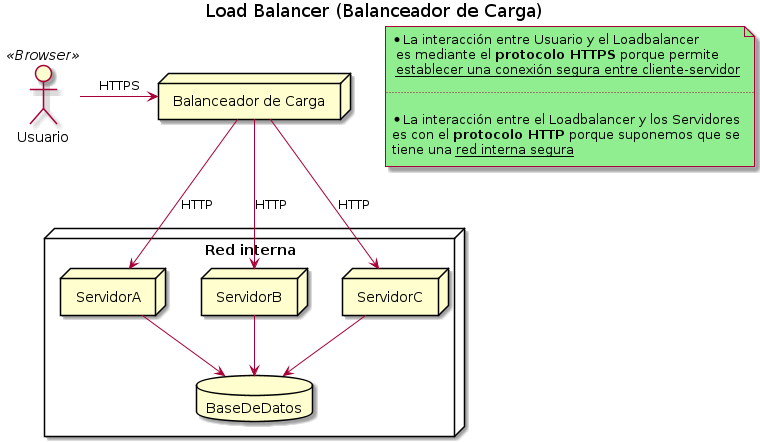 Load Balancer (Balanceador de Carga)
«Browser»
Usuario
HTTPS
Balanceador de Carga
• La interacción entre Usuario y el Loadbalancer
es mediante el protocolo HTTPS porque permite
establecer una conexión segura entre cliente-servidor
• La interacción entre el Loadbalancer y los Servidores
es con el protocolo HTTP porque suponemos que se
tiene una red interna segura
HTTP
HTTP
HTTP
Red interna
ServidorA
ServidorB
ServidorC
BaseDeDatos